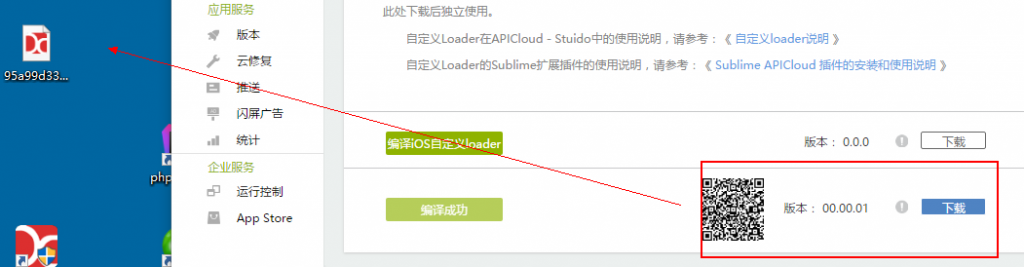 95a99d33...
php
应用服务
版本
云修复
推送
闪屏广告
统计
企业服务
运行控制
App Store
此处下载后独立使用。
自定义Loader在APICloud - Stuido中的使用说明，请参考：《 自定义loader说明 》
自定义Loader的Sublime扩展插件的使用说明，请参考：《 Sublime APICloud 插件的安装和使用说明 》
编译iOS自定义loader 版本： 0.0.0 下载
编译成功 版本： 00.00.01 下载